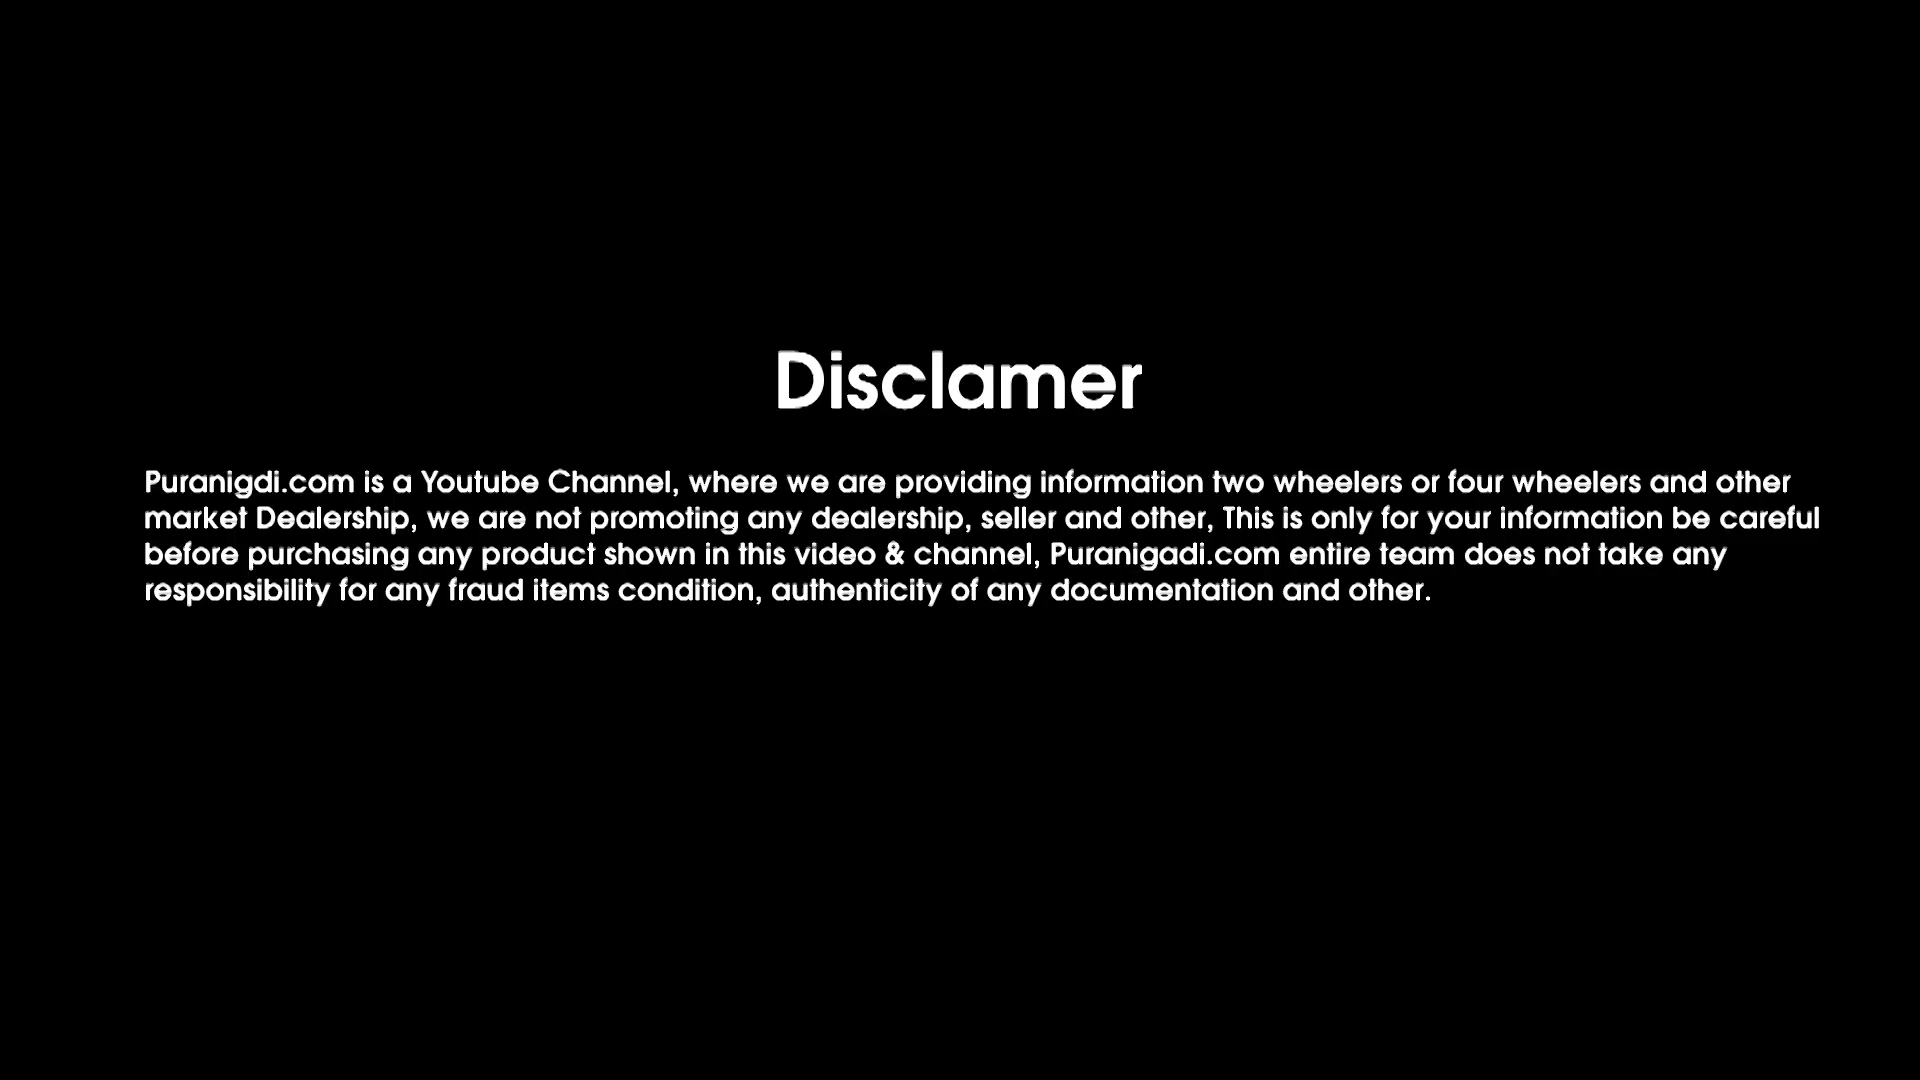 Disclamer
Puranigdi.com is a Youtube Channel, where we are providing information two wheelers or four wheelers and other
market Dealership, we are not promoting any dealership, seller and other, This is only for your information be careful
before purchasing any product shown in this video & channel, Puranigadi.com entire team does not take any
responsibility for any fraud items condition, authenticity of any documentation and other.